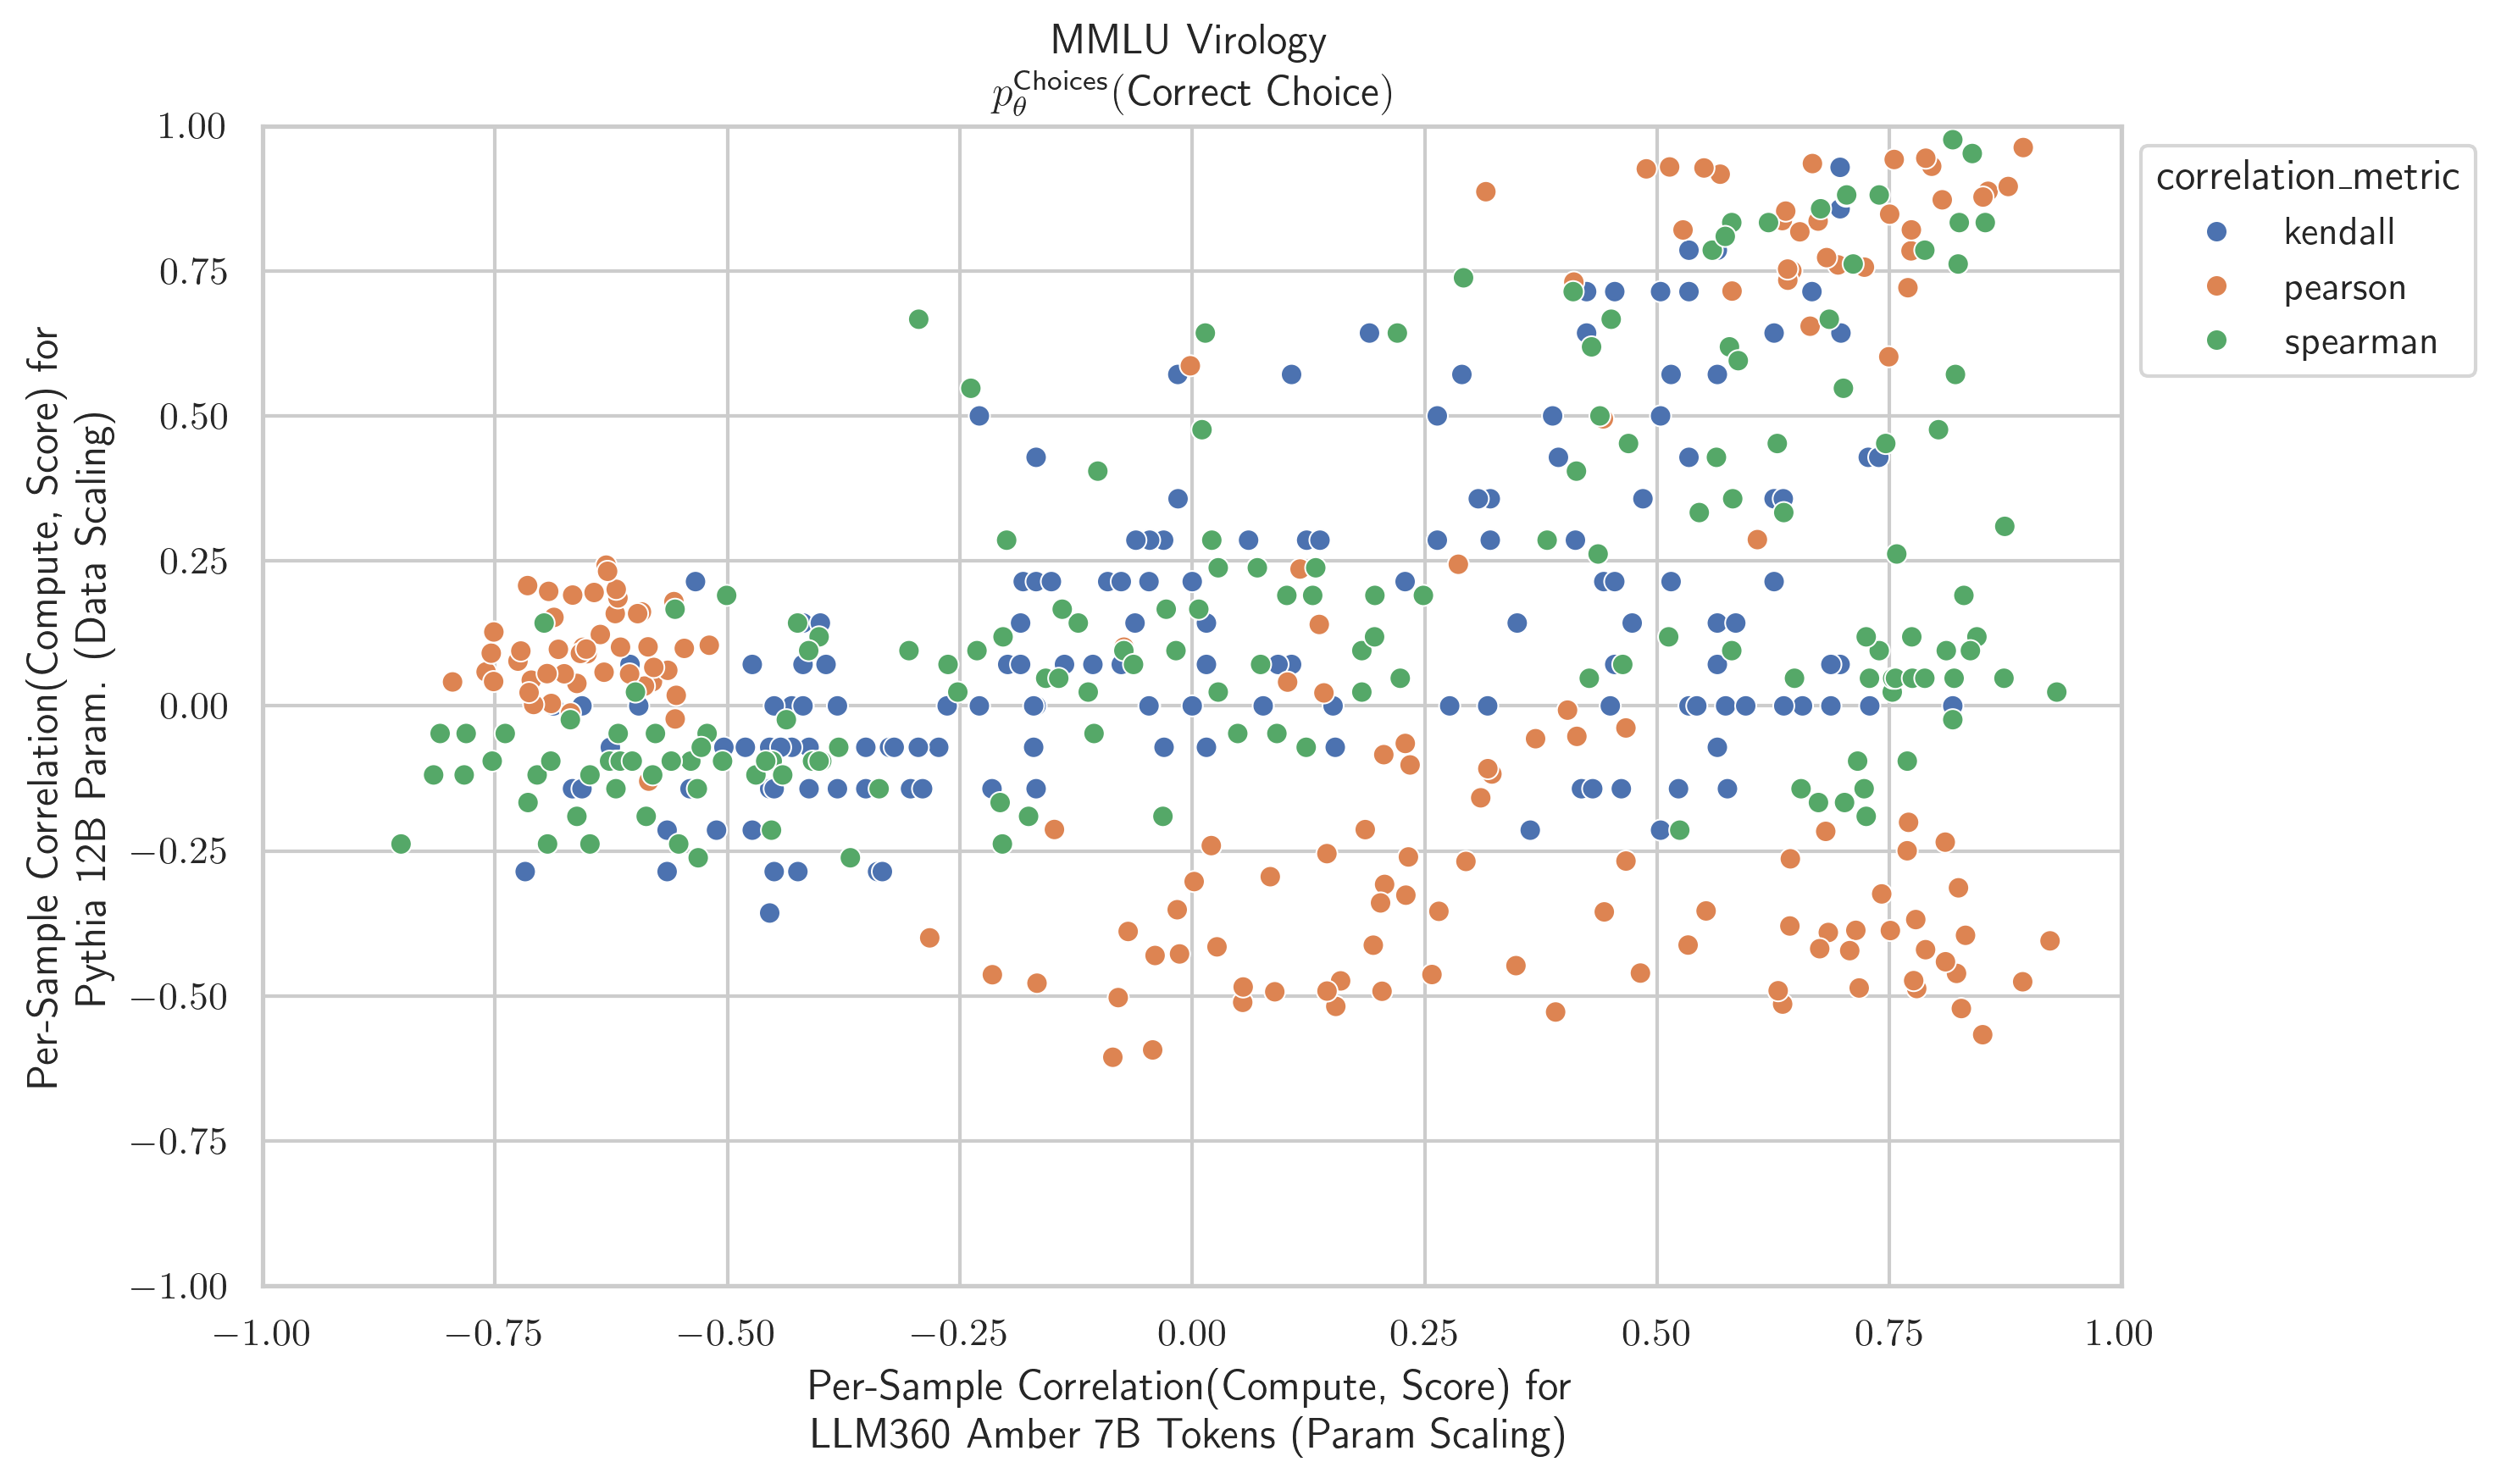 MMLU Virology
p_θ^Choices(Correct Choice)
1.00
0.75
0.50
0.25
0.00
−0.25
−0.50
−0.75
−1.00
Per-Sample Correlation(Compute, Score) for
Pythia 12B Param. (Data Scaling)
correlation_metric
kendall
pearson
spearman
−1.00 −0.75 −0.50 −0.25 0.00 0.25 0.50 0.75 1.00
Per-Sample Correlation(Compute, Score) for
LLM360 Amber 7B Tokens (Param Scaling)